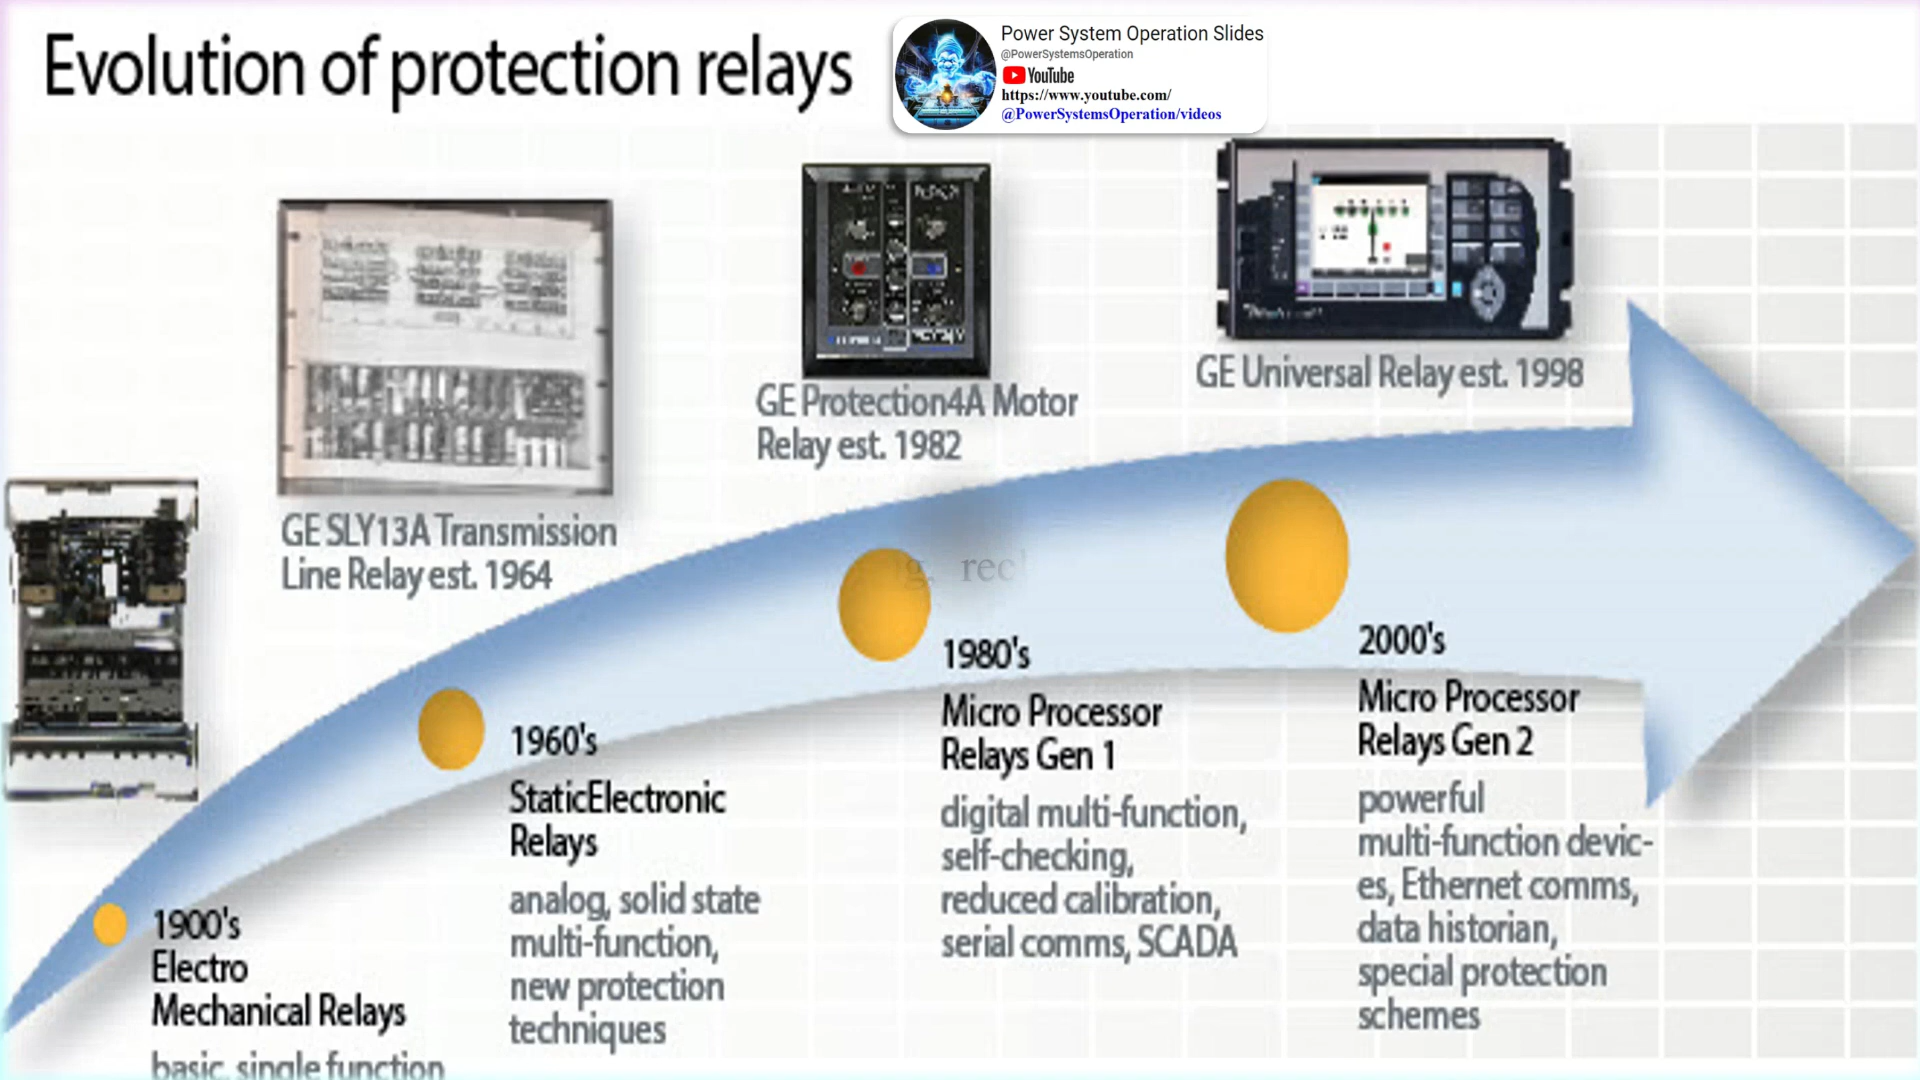 Evolution of protection relays
Power System Operation Slides
@PowerSystemsOperation
YouTube
https://www.youtube.com/
@PowerSystemsOperation/videos
GE SLY13A Transmission
Line Relay est. 1964
GE Protection4A Motor
Relay est. 1982
GE Universal Relay est. 1998
1900's
Electro
Mechanical Relays
basic, single function
1960's
StaticElectronic
Relays
analog, solid state
multi-function,
new protection
techniques
1980's
Micro Processor
Relays Gen 1
digital multi-function,
self-checking,
reduced calibration,
serial comms, SCADA
2000's
Micro Processor
Relays Gen 2
powerful
multi-function devic-
es, Ethernet comms,
data historian,
special protection
schemes